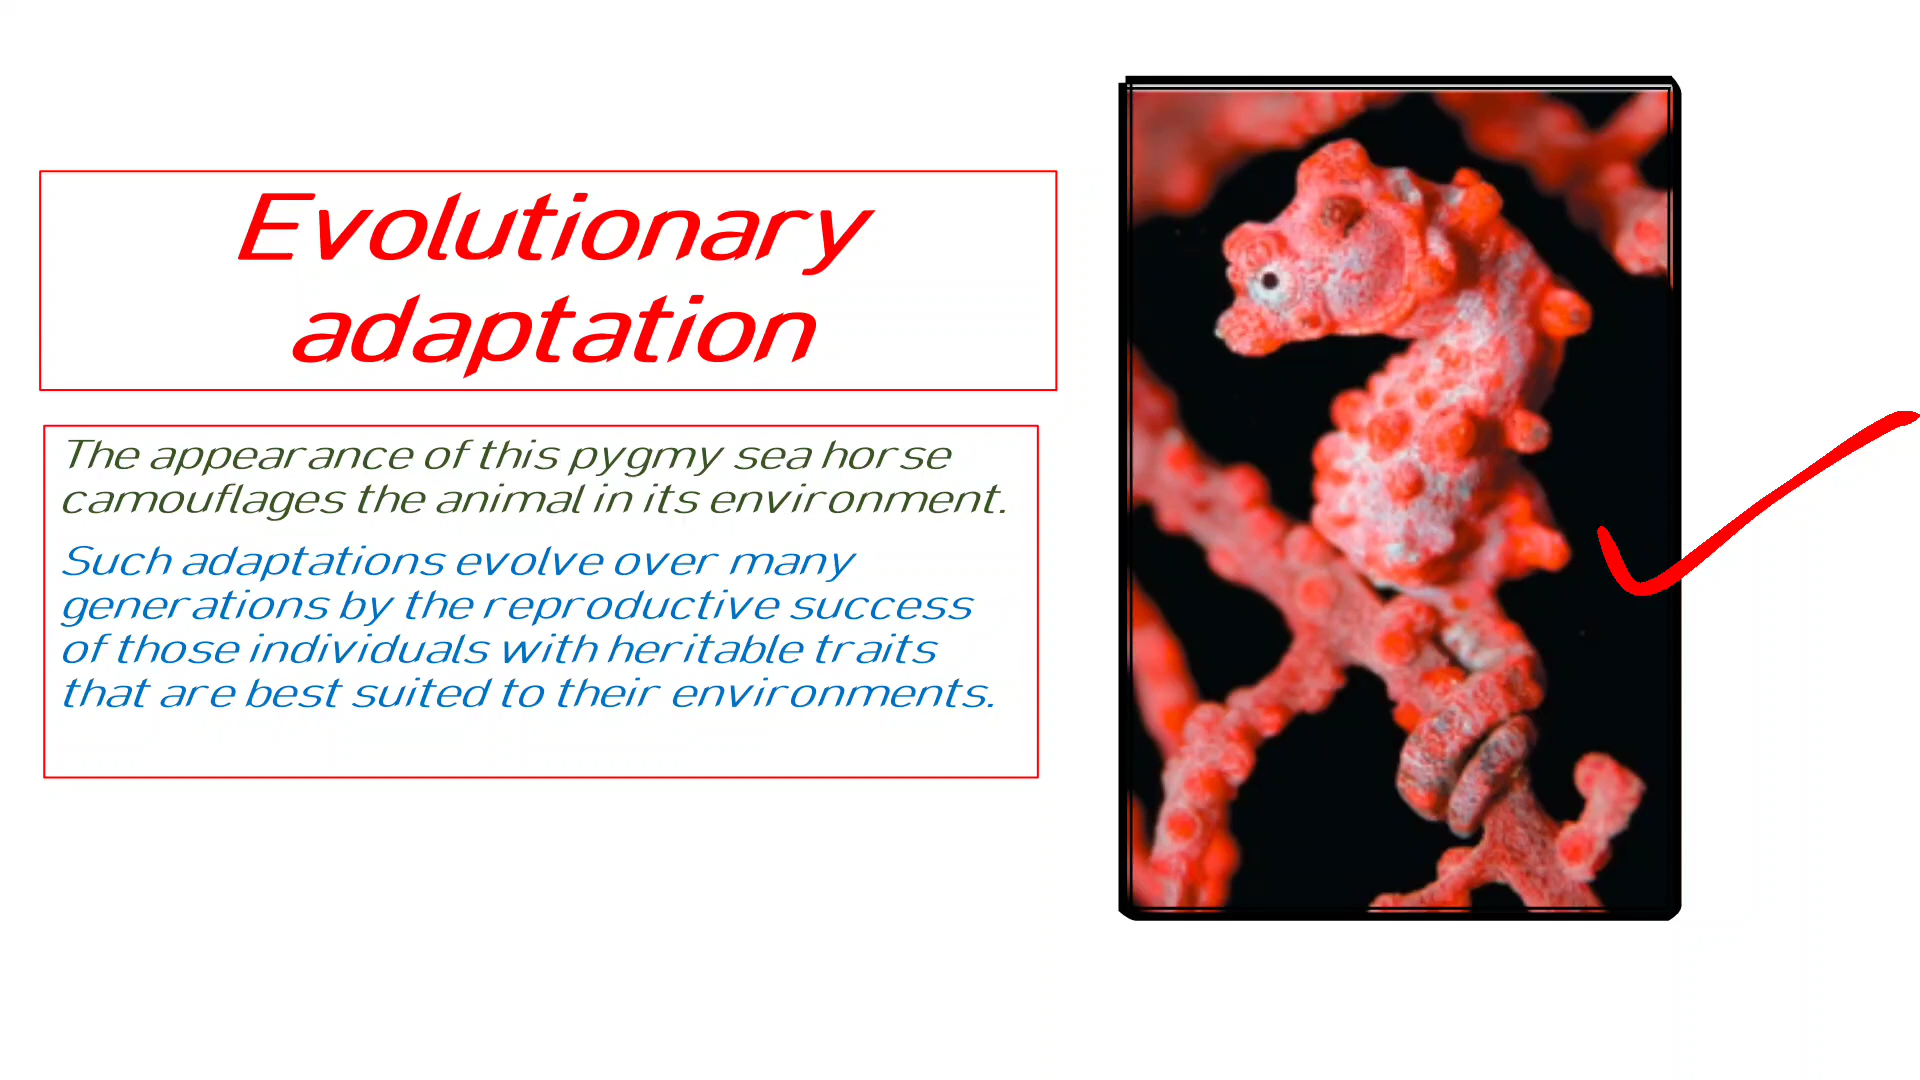 Evolutionary
adaptation
The appearance of this pygmy sea horse
camouflages the animal in its environment.
Such adaptations evolve over many
generations by the reproductive success
of those individuals with heritable traits
that are best suited to their environments.